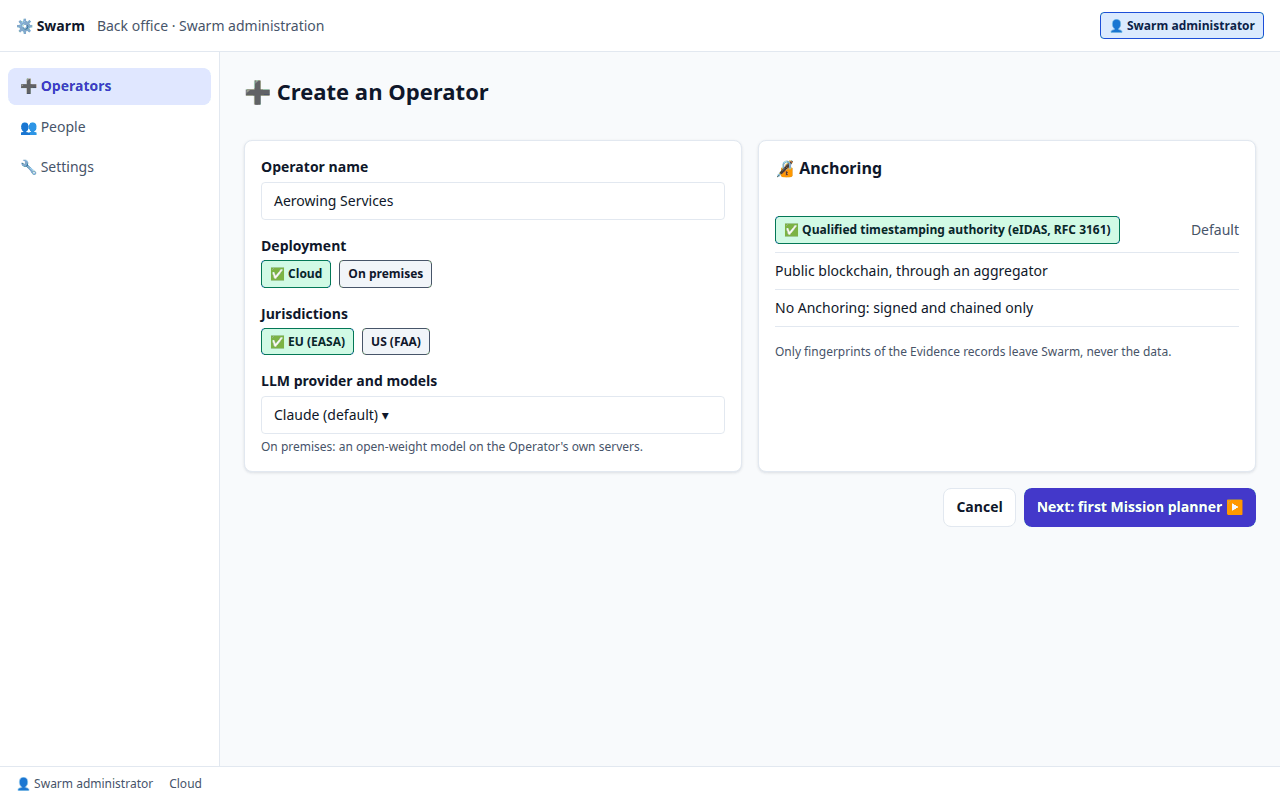 ⚙️ Swarm Back office · Swarm administration
👤 Swarm administrator
➕ Operators
👥 People
🔧 Settings
➕ Create an Operator
Operator name
Aerowing Services
Deployment
✅ Cloud On premises
Jurisdictions
✅ EU (EASA) US (FAA)
LLM provider and models
Claude (default) ▾
On premises: an open-weight model on the Operator's own servers.
🔏 Anchoring
✅ Qualified timestamping authority (eIDAS, RFC 3161) Default
Public blockchain, through an aggregator
No Anchoring: signed and chained only
Only fingerprints of the Evidence records leave Swarm, never the data.
Cancel Next: first Mission planner ▶️
👤 Swarm administrator Cloud